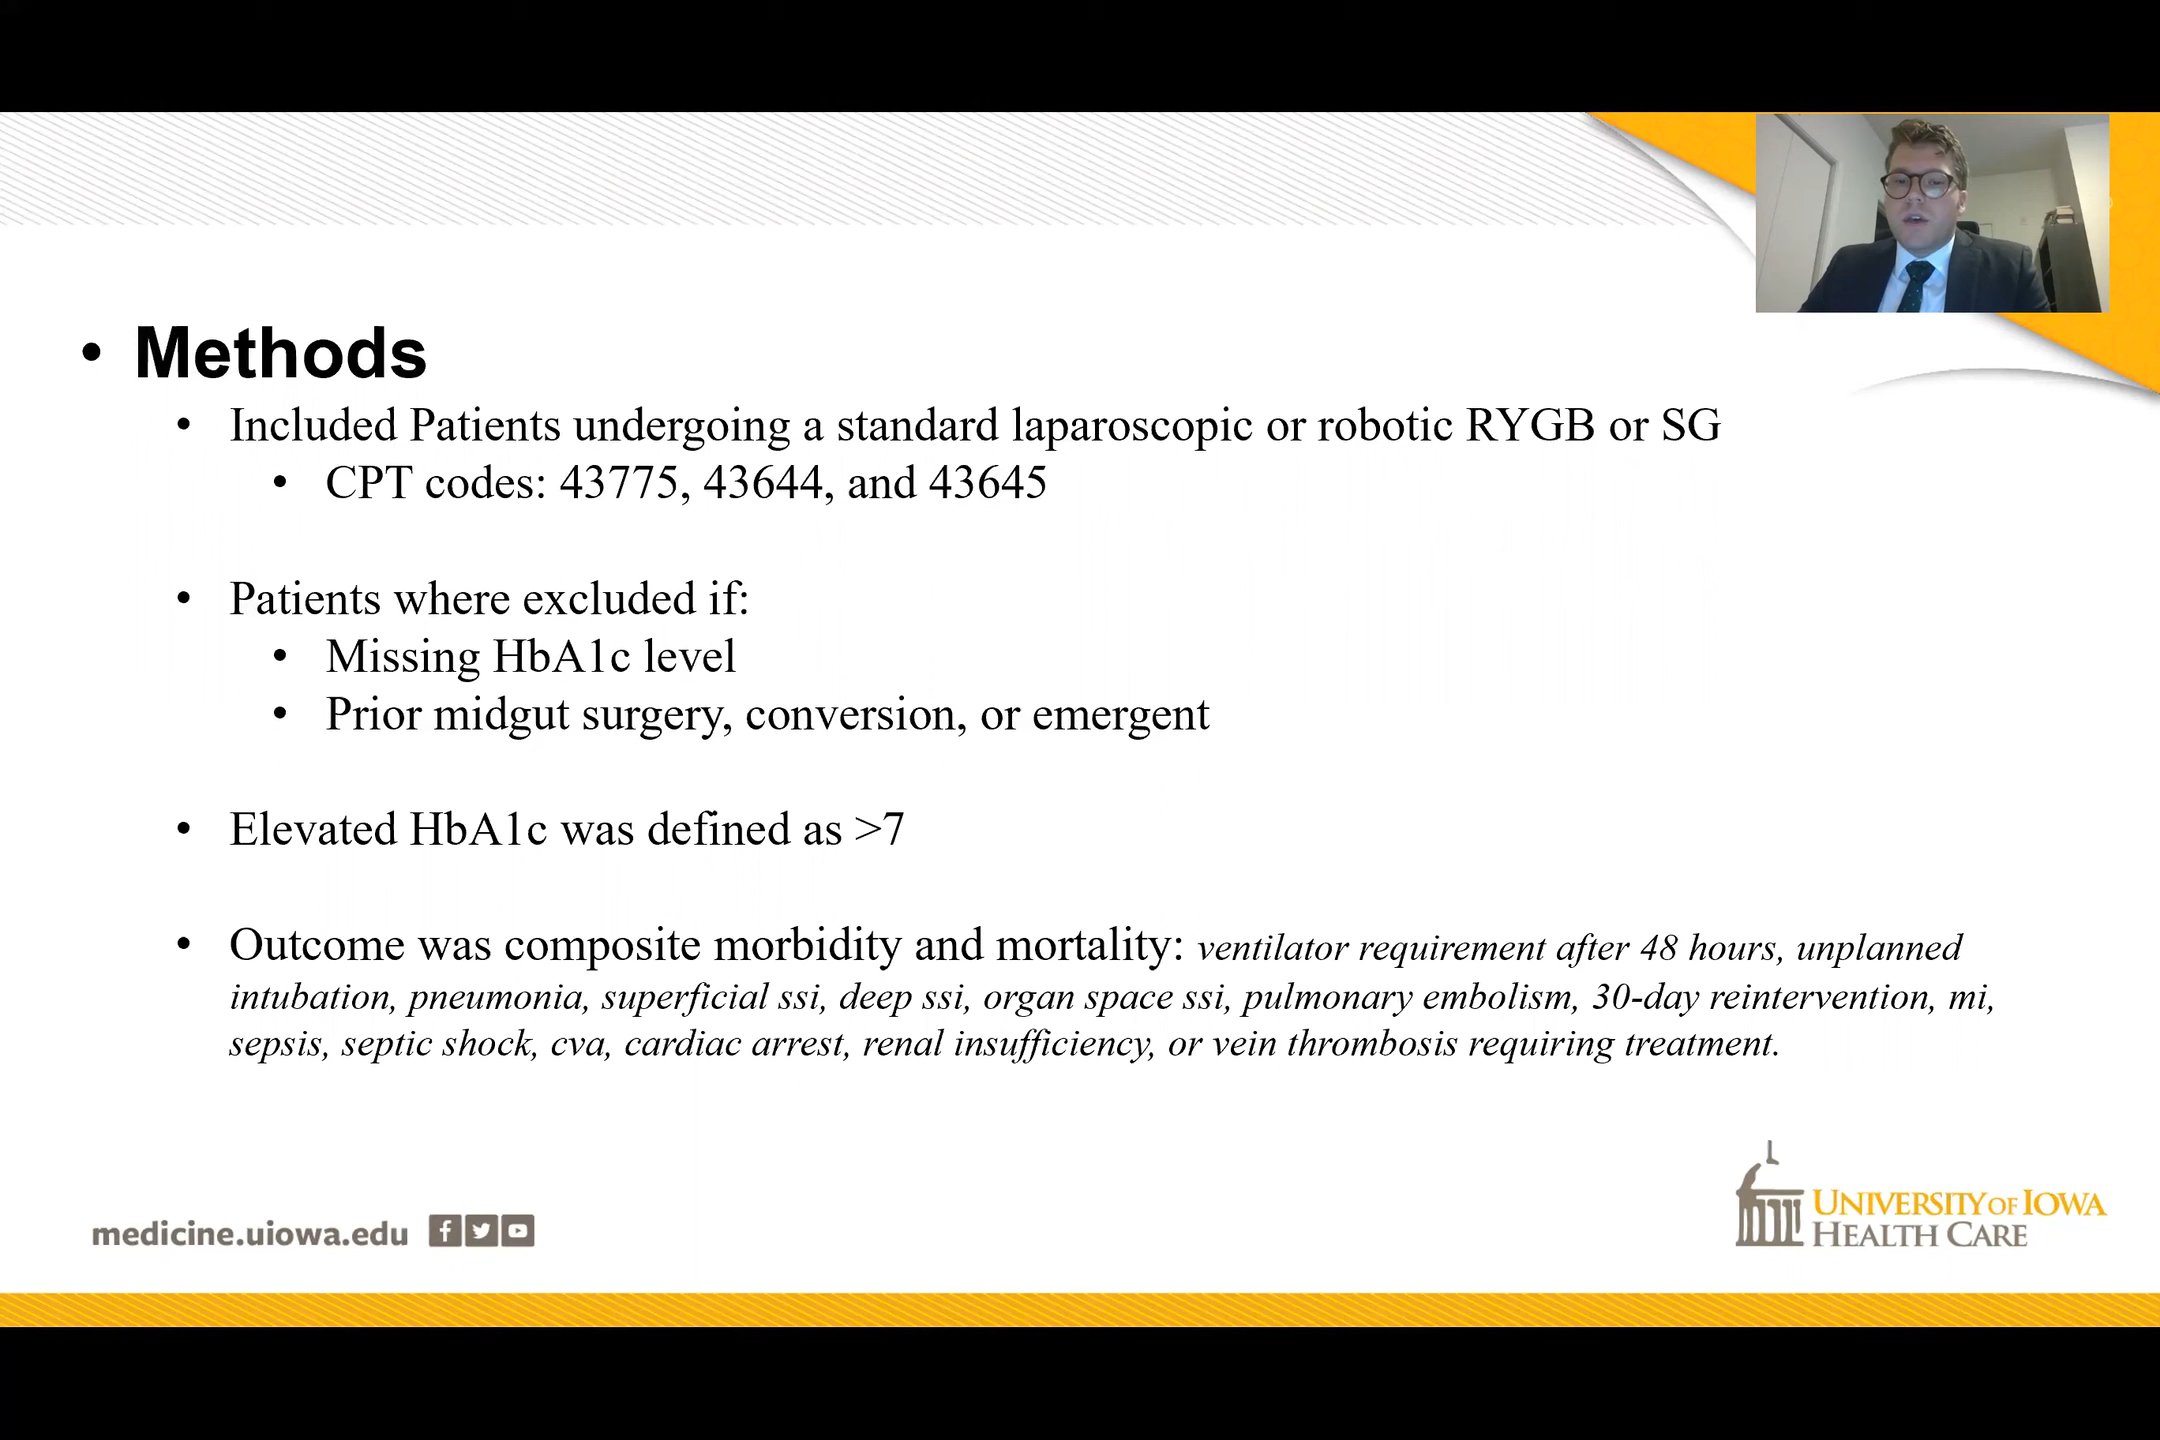 • Methods
• Included Patients undergoing a standard laparoscopic or robotic RYGB or SG
• CPT codes: 43775, 43644, and 43645
• Patients where excluded if:
• Missing HbA1c level
• Prior midgut surgery, conversion, or emergent
• Elevated HbA1c was defined as >7
• Outcome was composite morbidity and mortality: ventilator requirement after 48 hours, unplanned
intubation, pneumonia, superficial ssi, deep ssi, organ space ssi, pulmonary embolism, 30-day reintervention, mi,
sepsis, septic shock, cva, cardiac arrest, renal insufficiency, or vein thrombosis requiring treatment.
medicine.uiowa.edu
UNIVERSITY OF IOWA
HEALTH CARE